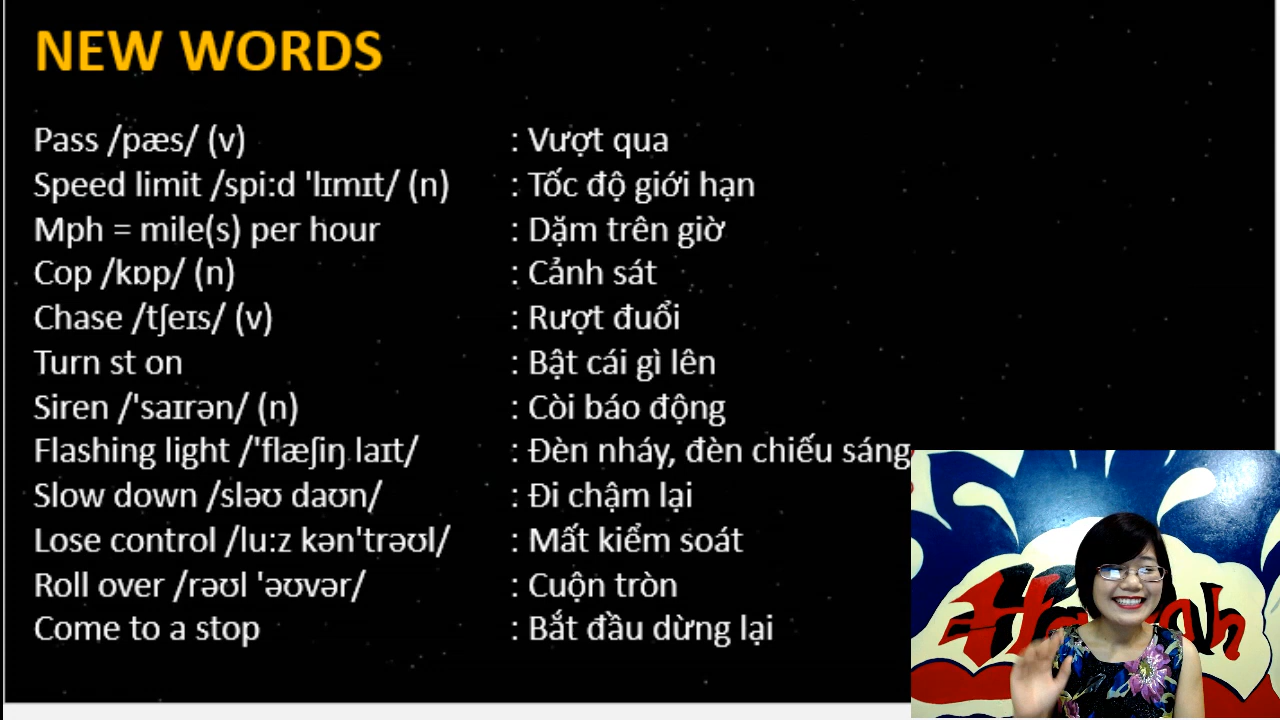 NEW WORDS
Pass /pæs/ (v) : Vượt qua
Speed limit /spi:d 'lɪmɪt/ (n) : Tốc độ giới hạn
Mph = mile(s) per hour : Dặm trên giờ
Cop /kɒp/ (n) : Cảnh sát
Chase /tʃeɪs/ (v) : Rượt đuổi
Turn st on : Bật cái gì lên
Siren /'saɪrən/ (n) : Còi báo động
Flashing light /'flæʃiŋ laɪt/ : Đèn nháy, đèn chiếu sáng
Slow down /sləʊ daʊn/ : Đi chậm lại
Lose control /lu:z kən'trəʊl/ : Mất kiểm soát
Roll over /rəʊl 'əʊvər/ : Cuộn tròn
Come to a stop : Bắt đầu dừng lại